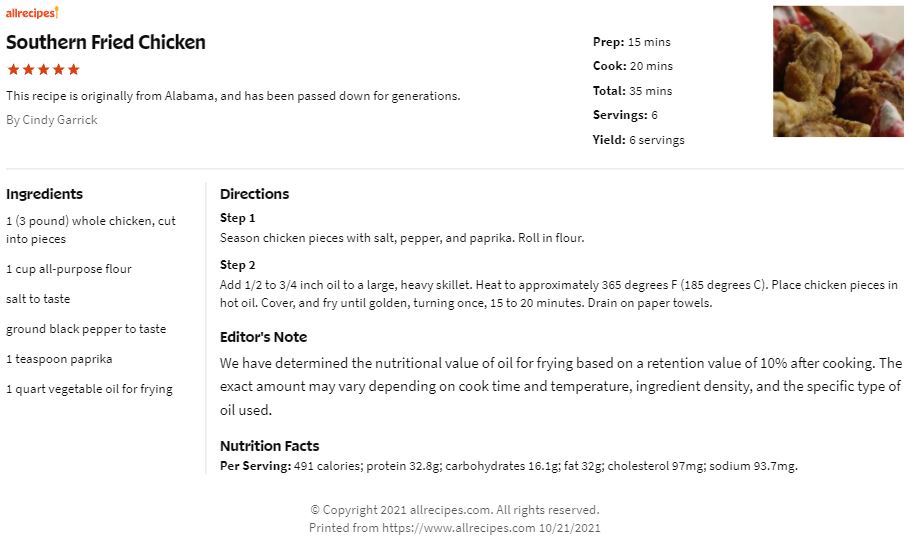 allrecipes
Southern Fried Chicken
This recipe is originally from Alabama, and has been passed down for generations.
By Cindy Garrick
Prep: 15 mins
Cook: 20 mins
Total: 35 mins
Servings: 6
Yield: 6 servings
Ingredients
1 (3 pound) whole chicken, cut
into pieces
1 cup all-purpose flour
salt to taste
ground black pepper to taste
1 teaspoon paprika
1 quart vegetable oil for frying
Directions
Step 1
Season chicken pieces with salt, pepper, and paprika. Roll in flour.
Step 2
Add 1/2 to 3/4 inch oil to a large, heavy skillet. Heat to approximately 365 degrees F (185 degrees C). Place chicken pieces in
hot oil. Cover, and fry until golden, turning once, 15 to 20 minutes. Drain on paper towels.
Editor's Note
We have determined the nutritional value of oil for frying based on a retention value of 10% after cooking. The
exact amount may vary depending on cook time and temperature, ingredient density, and the specific type of
oil used.
Nutrition Facts
Per Serving: 491 calories; protein 32.8g; carbohydrates 16.1g; fat 32g; cholesterol 97mg; sodium 93.7mg.
© Copyright 2021 allrecipes.com. All rights reserved.
Printed from https://www.allrecipes.com 10/21/2021